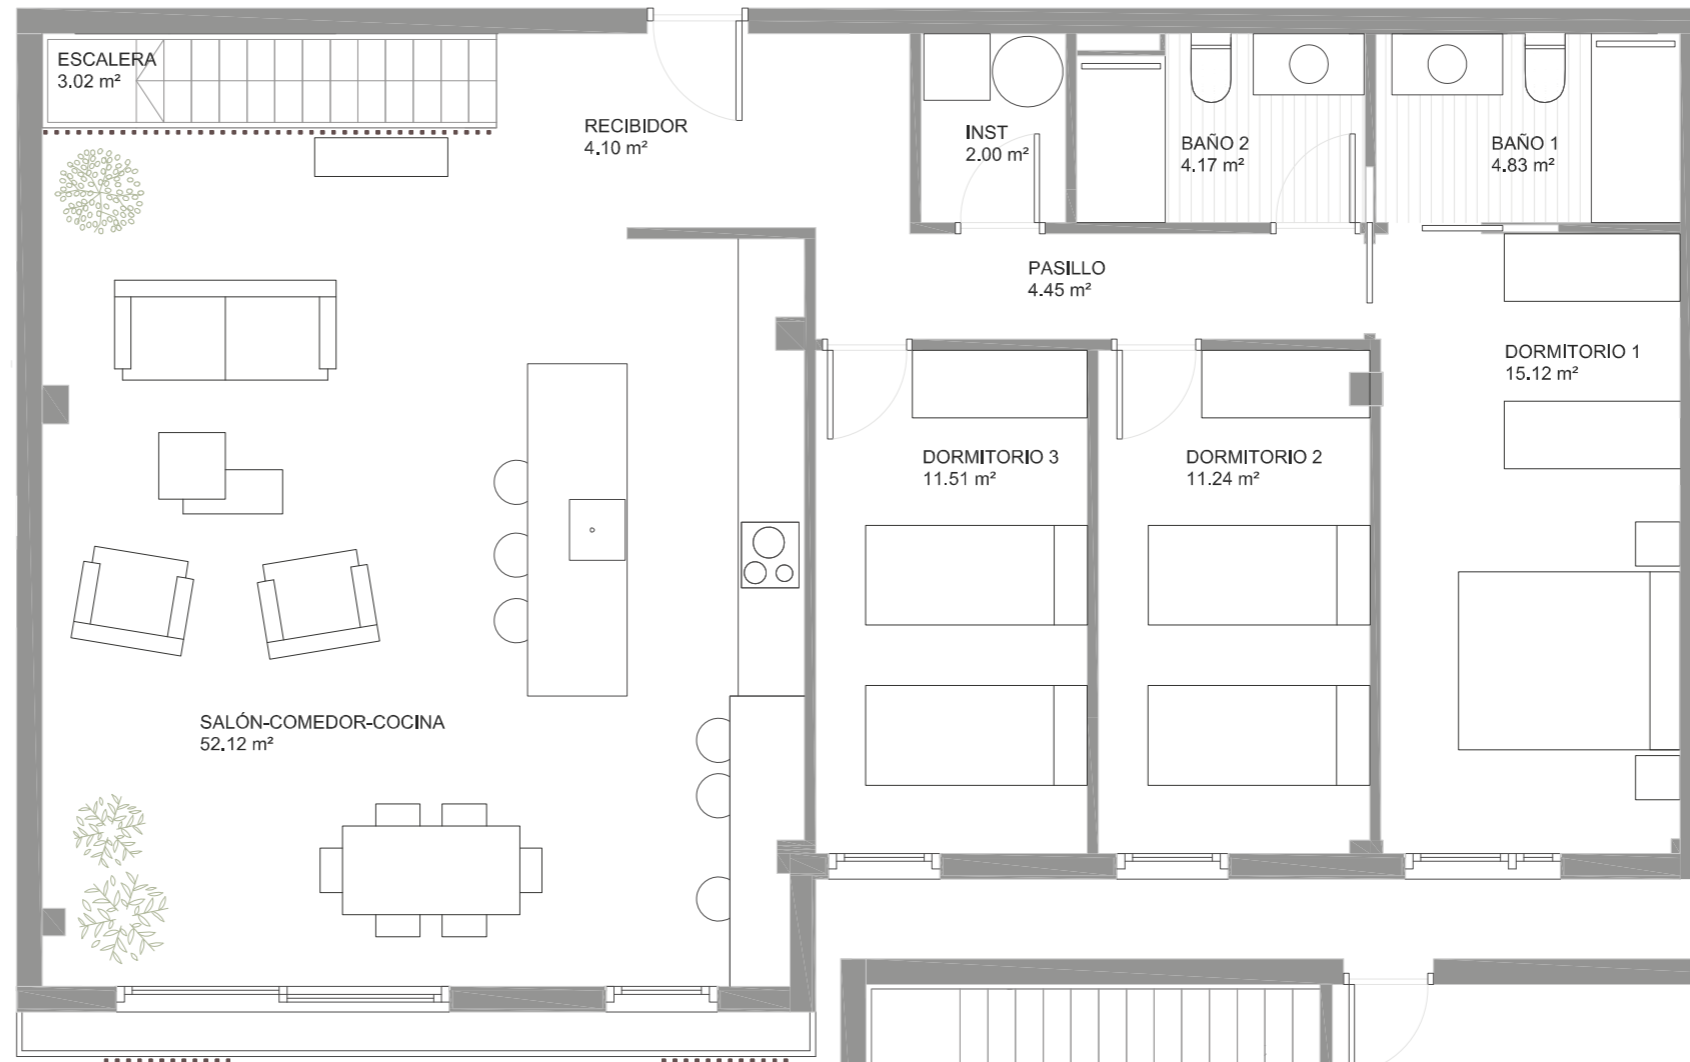 ESCALERA
3.02 m²
RECIBIDOR
4.10 m²
INST
2.00 m²
BAÑO 2
4.17 m²
BAÑO 1
4.83 m²
PASILLO
4.45 m²
DORMITORIO 1
15.12 m²
DORMITORIO 3
11.51 m²
DORMITORIO 2
11.24 m²
SALÓN-COMEDOR-COCINA
52.12 m²